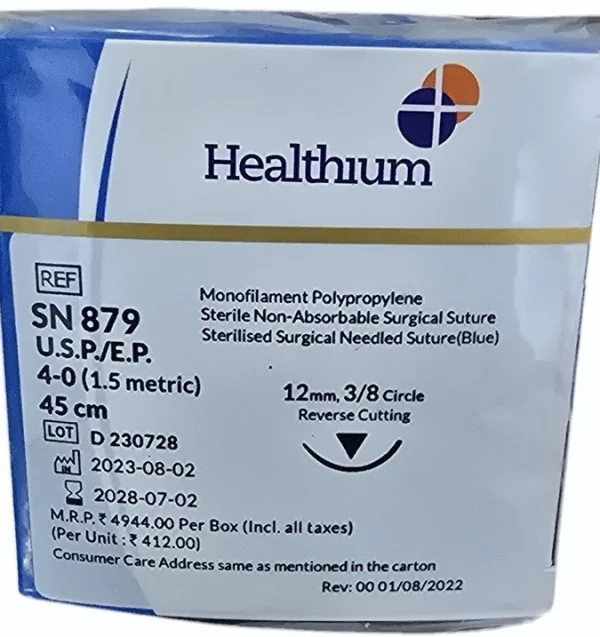 Healthium
REF
SN 879
U.S.P./E.P.
4-0 (1.5 metric)
45 cm
LOT D 230728
2023-08-02
2028-07-02
Monofilament Polypropylene
Sterile Non-Absorbable Surgical Suture
Sterilised Surgical Needled Suture(Blue)
12mm, 3/8 Circle
Reverse Cutting
M.R.P. ₹ 4944.00 Per Box (Incl. all taxes)
(Per Unit : ₹ 412.00)
Consumer Care Address same as mentioned in the carton
Rev: 00 01/08/2022